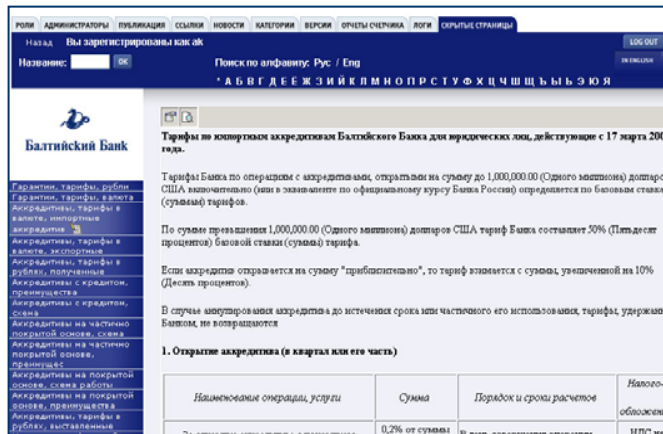 РОЛИ АДМИНИСТРАТОРЫ ПУБЛИКАЦИЯ ССЫЛКИ НОВОСТИ КАТЕГОРИИ ВЕРСИИ ОТЧЕТЫ СЧЕТЧИКА ЛОГИ СКРЫТЫЕ СТРАНИЦЫ
Назад Вы зарегистрированы как ak LOG OUT
Название: OK Поиск по алфавиту: Рус / Eng IN ENGLISH
* А Б В Г Д Е Ё Ж З И Й К Л М Н О П Р С Т У Ф Х Ц Ч Ш Щ Ъ Ы Ь Э Ю Я
Балтийский Банк
Гарантии, тарифы, рубли
Гарантии, тарифы, валюта
Аккредитивы, тарифы в
валюте, импортные
аккредитив
Аккредитивы, тарифы в
валюте, экспортные
Аккредитивы, тарифы в
рублях, полученные
Аккредитивы с кредитом,
преимущества
Аккредитивы с кредитом,
схема
Аккредитивы на частично
покрытой основе, схема
Аккредитивы на частично
покрытой основе,
преимущес
Аккредитивы на покрытой
основе, схема работы
Аккредитивы на покрытой
основе, преимущества
Аккредитивы, тарифы в
рублях, выставленные
Тарифы по импортным аккредитивам Балтийского Банка для юридических лиц, действующие с 17 марта 200
года.
Тарифы Банка по операциям с аккредитивами, открытыми на сумму до 1,000,000.00 (Одного миллиона) долларо
США включительно (или в эквиваленте по официальному курсу Банка России) определяется по базовым ставка
(суммам) тарифов.
По сумме превышения 1,000,000.00 (Одного миллиона) долларов США тариф Банка составляет 50% (Пятьдесят
процентов) базовой ставки (суммы) тарифа.
Если аккредитив открывается на сумму "приблизительно", то тариф взимается с суммы, увеличенной на 10%
(Десять процентов).
В случае аннулирования аккредитива до истечения срока или частичного его использования, тарифы, удержан
Банком, не возвращаются
1. Открытие аккредитива (в квартал или его часть)
Наименование операции, услуги Сумма Порядок и сроки расчетов Налого-
обложен
0,2% от суммы